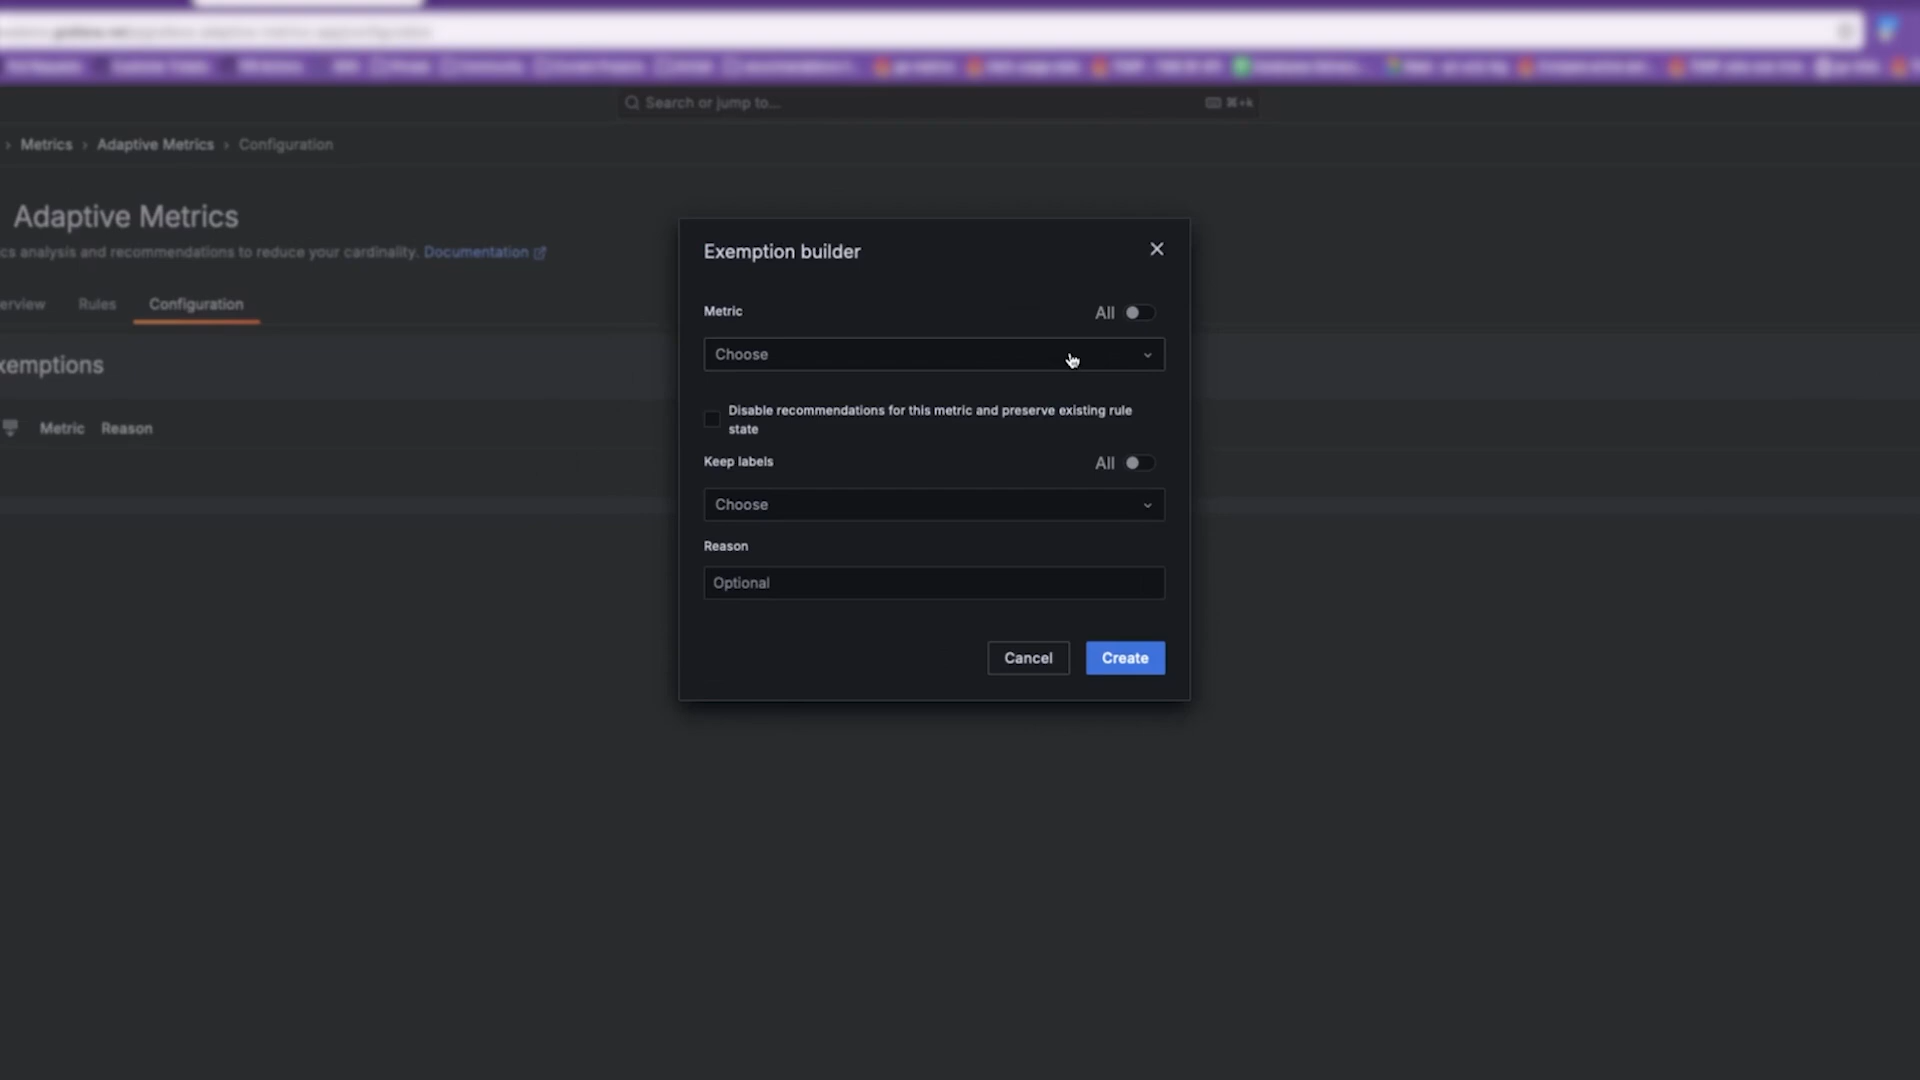 Search or jump to...
⌘+k
› Metrics › Adaptive Metrics › Configuration
Adaptive Metrics
cs analysis and recommendations to reduce your cardinality. Documentation
erview Rules Configuration
xemptions
Metric Reason
Exemption builder
Metric All
Choose
Disable recommendations for this metric and preserve existing rule
state
Keep labels All
Choose
Reason
Optional
Cancel Create